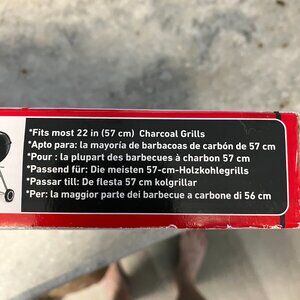 *Fits most 22 in (57 cm) Charcoal Grills
*Apto para: la mayoría de barbacoas de carbón de 57 cm
*Pour : la plupart des barbecues à charbon 57 cm
*Passend für: Die meisten 57-cm-Holzkohlegrills
*Passar till: De flesta 57 cm kolgrillar
*Per: la maggior parte dei barbecue a carbone di 56 cm